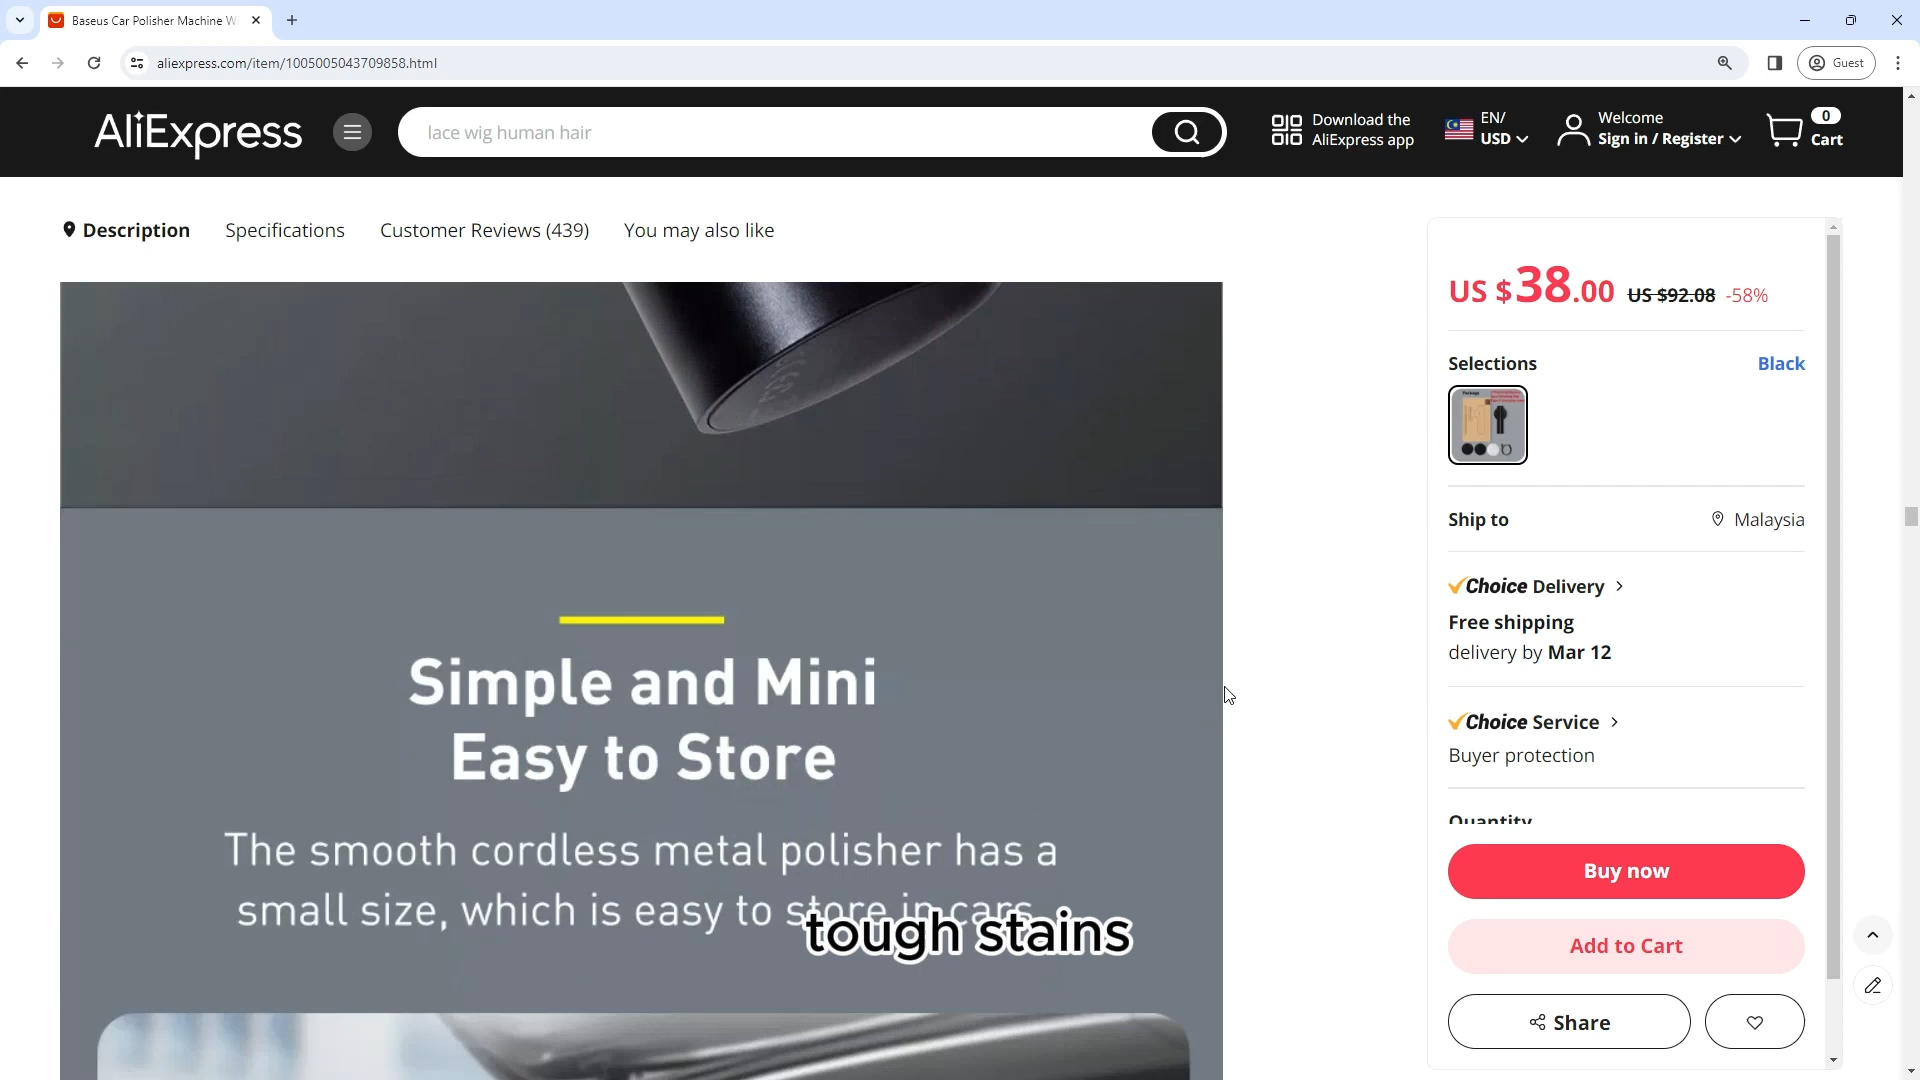 Baseus Car Polisher Machine W
aliexpress.com/item/1005005043709858.html
Guest
AliExpress
lace wig human hair
Download the
AliExpress app
EN/
USD
Welcome
Sign in / Register
0
Cart
Description
Specifications
Customer Reviews (439)
You may also like
US $38.00 US $92.08 -58%
Selections
Black
Package
Ship to
Malaysia
Choice Delivery >
Free shipping
delivery by Mar 12
Choice Service >
Buyer protection
Quantity
Buy now
Add to Cart
Share
Simple and Mini
Easy to Store
The smooth cordless metal polisher has a
small size, which is easy to store in cars
tough stains